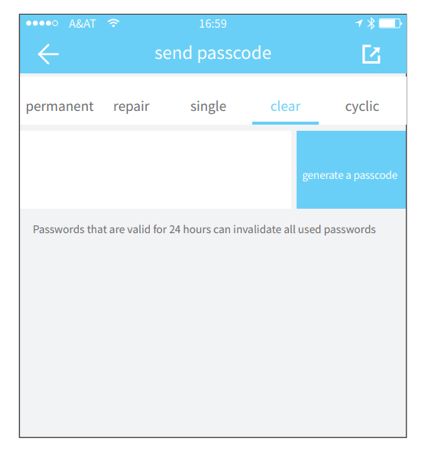 A&AT 16:59
send passcode
permanent repair single clear cyclic
generate a passcode
Passwords that are valid for 24 hours can invalidate all used passwords